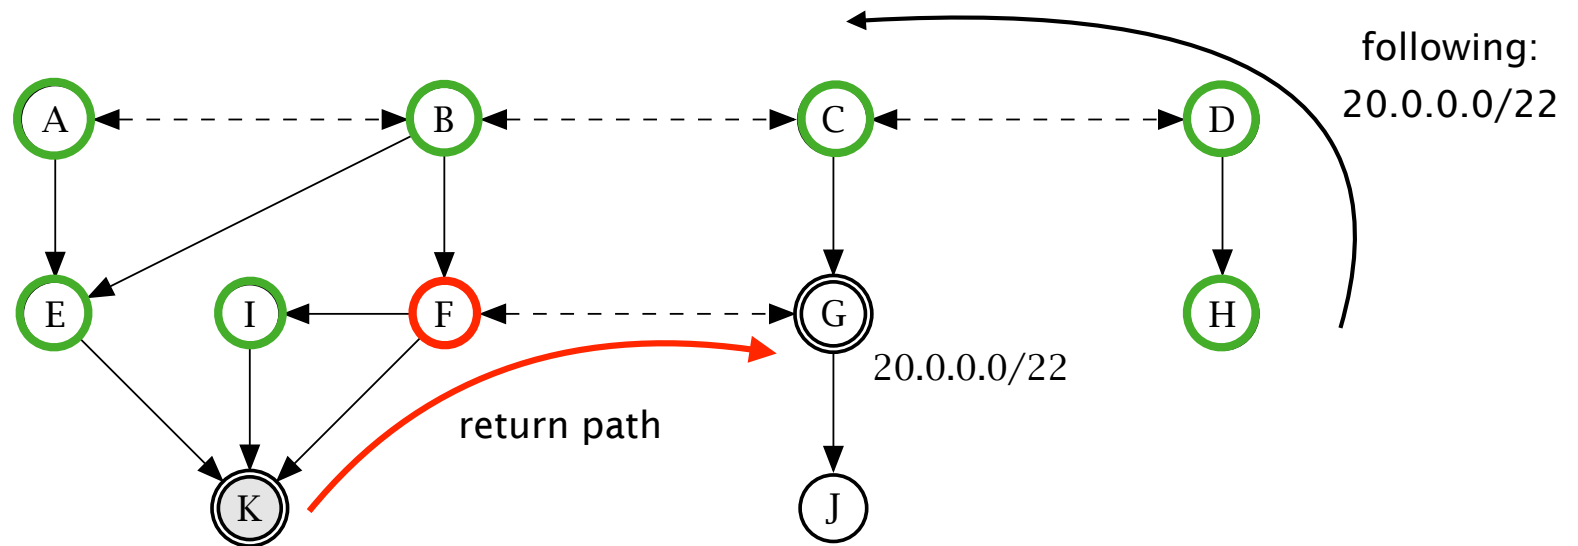 following:
20.0.0.0/22
A
B
C
D
E
I
F
G
H
20.0.0.0/22
return path
K
J